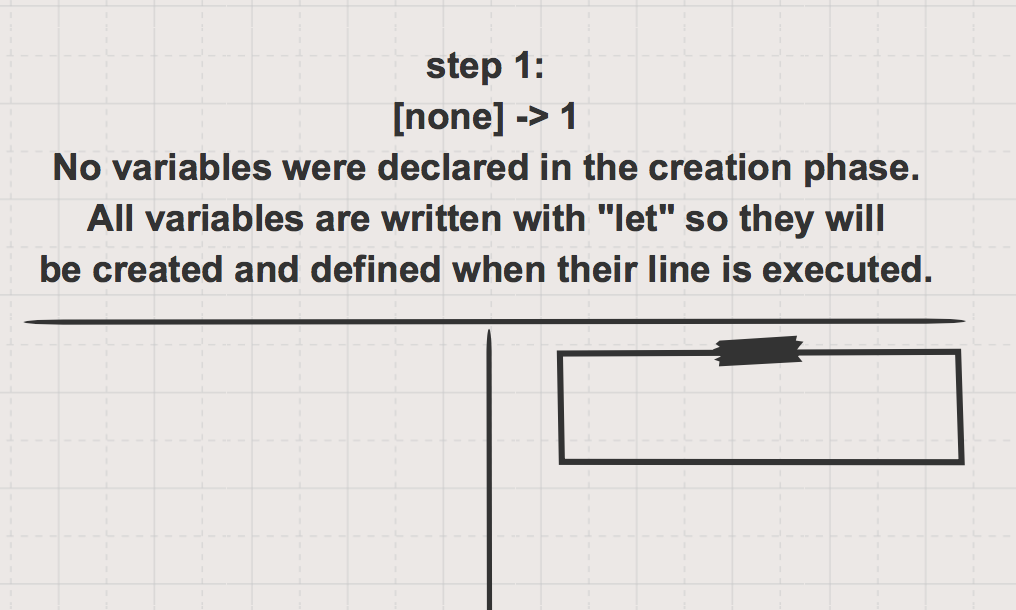 step 1:
[none] -> 1
No variables were declared in the creation phase.
All variables are written with "let" so they will
be created and defined when their line is executed.